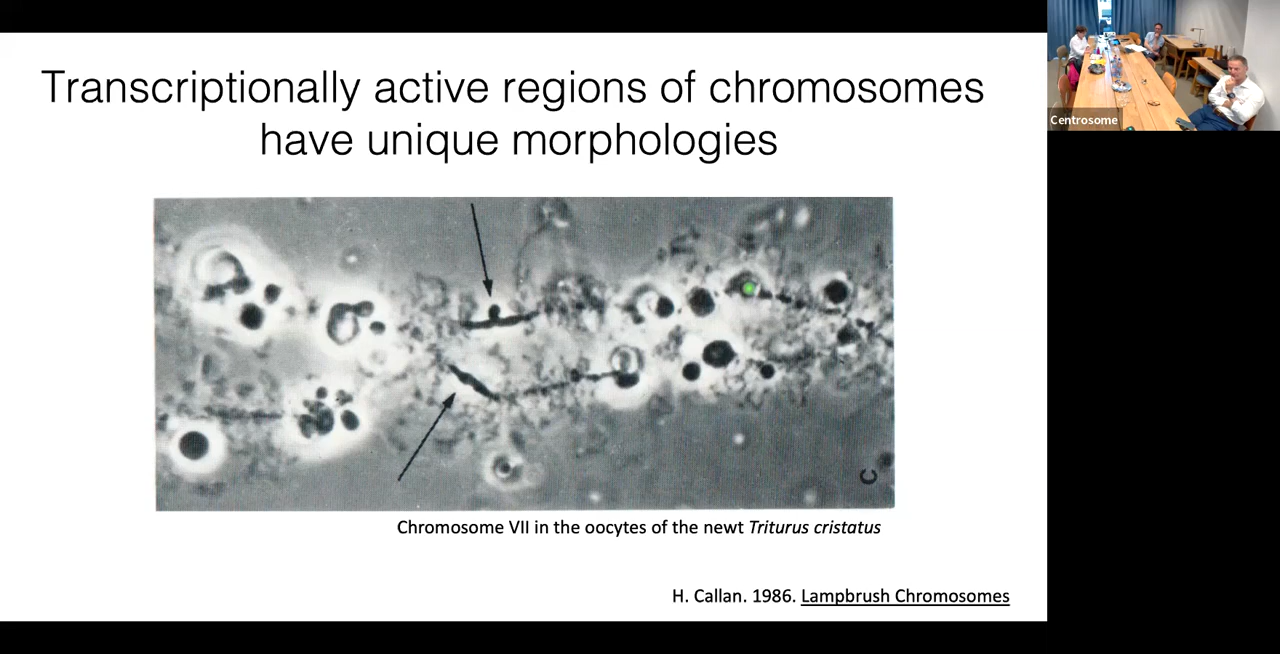 Transcriptionally active regions of chromosomes
have unique morphologies
Centrosome
C
Chromosome VII in the oocytes of the newt Triturus cristatus
H. Callan. 1986. Lampbrush Chromosomes